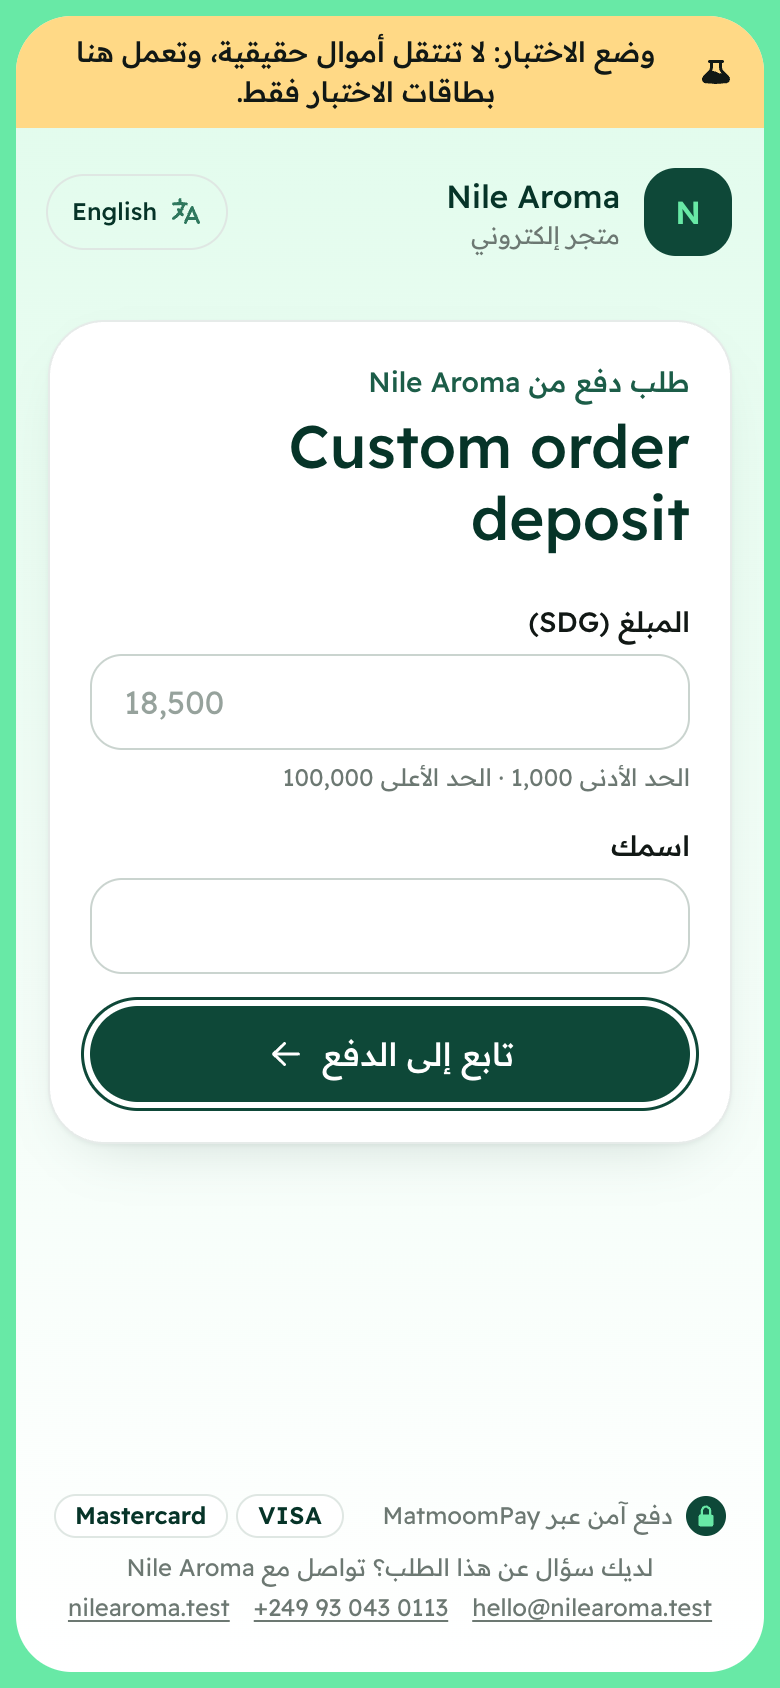 وضع الاختبار: لا تنتقل أموال حقيقية، وتعمل هنا
بطاقات الاختبار فقط.
N
Nile Aroma
متجر إلكتروني
English
طلب دفع من Nile Aroma
Custom order
deposit
المبلغ (SDG)
18,500
الحد الأدنى 1,000 · الحد الأعلى 100,000
اسمك
تابع إلى الدفع ←
دفع آمن عبر MatmoomPay
VISA
Mastercard
لديك سؤال عن هذا الطلب؟ تواصل مع Nile Aroma
hello@nilearoma.test +249 93 043 0113 nilearoma.test